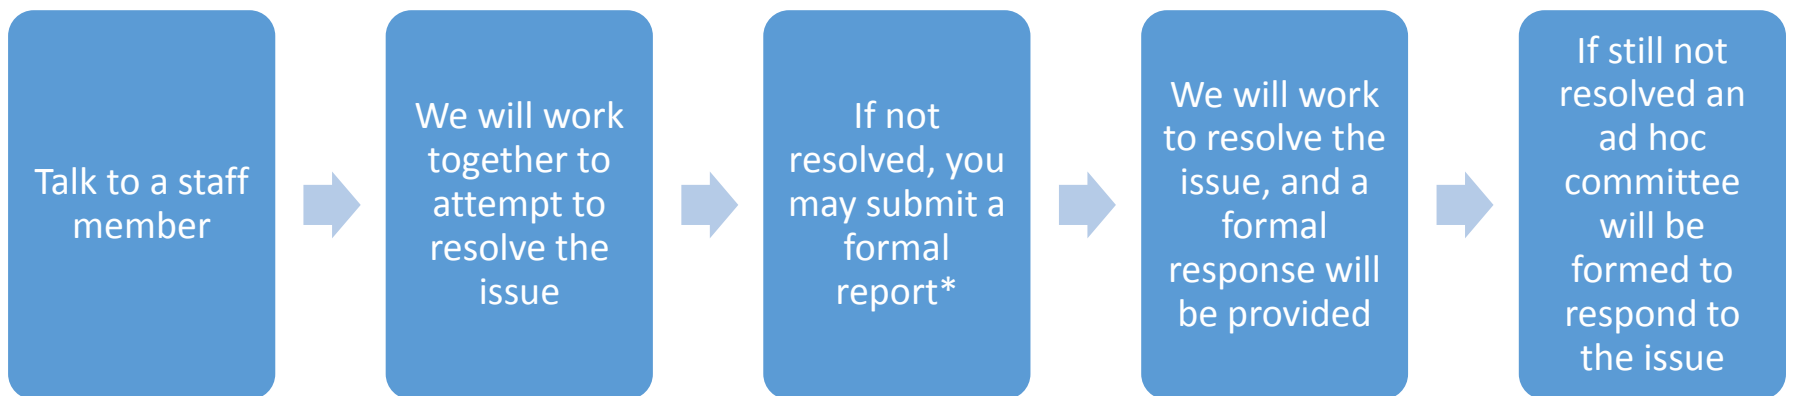 Talk to a staff
member
We will work
together to
attempt to
resolve the
issue
If not
resolved, you
may submit a
formal
report*
We will work
to resolve the
issue, and a
formal
response will
be provided
If still not
resolved an
ad hoc
committee
will be
formed to
respond to
the issue